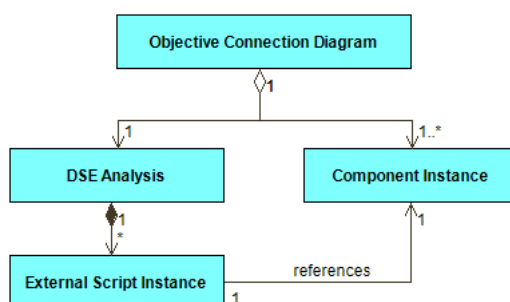 Objective Connection Diagram
1
1
1..*
DSE Analysis
Component Instance
1
1
*
references
External Script Instance
1